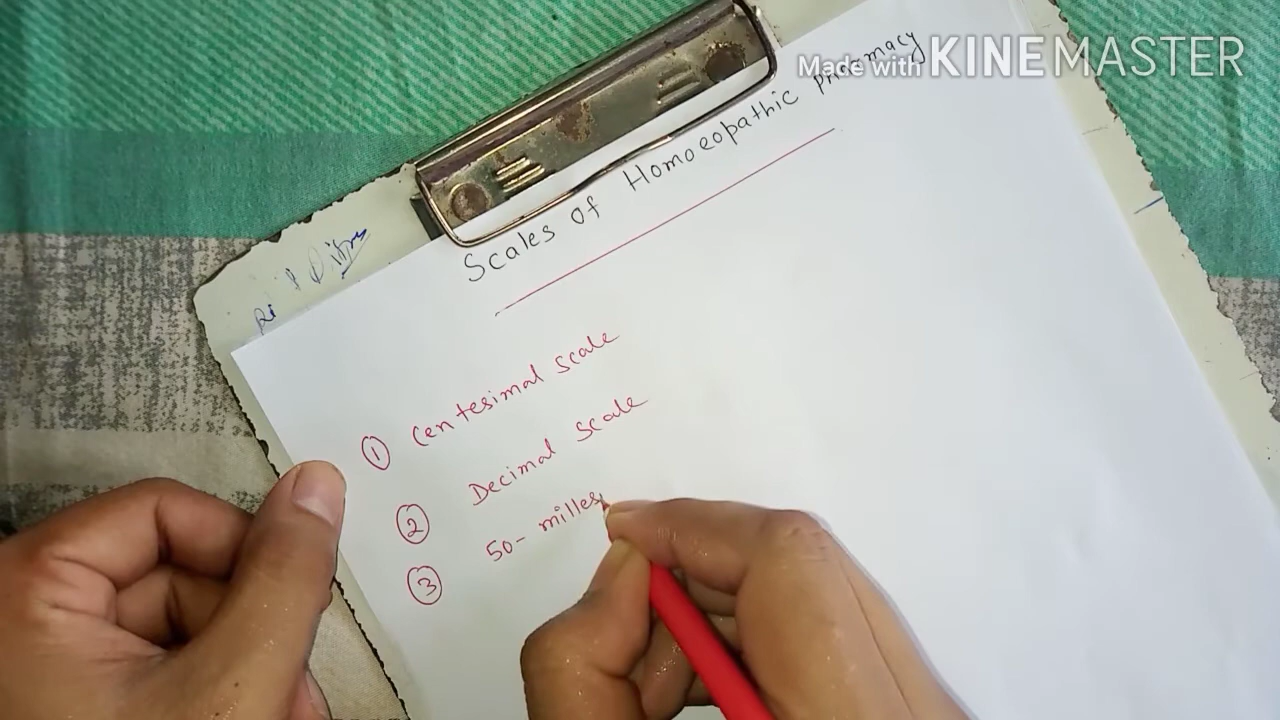 Made with KINEMASTER
Scales of Homoeopathic Pharmacy
① Centesimal scale
② Decimal scale
③ 50- milles